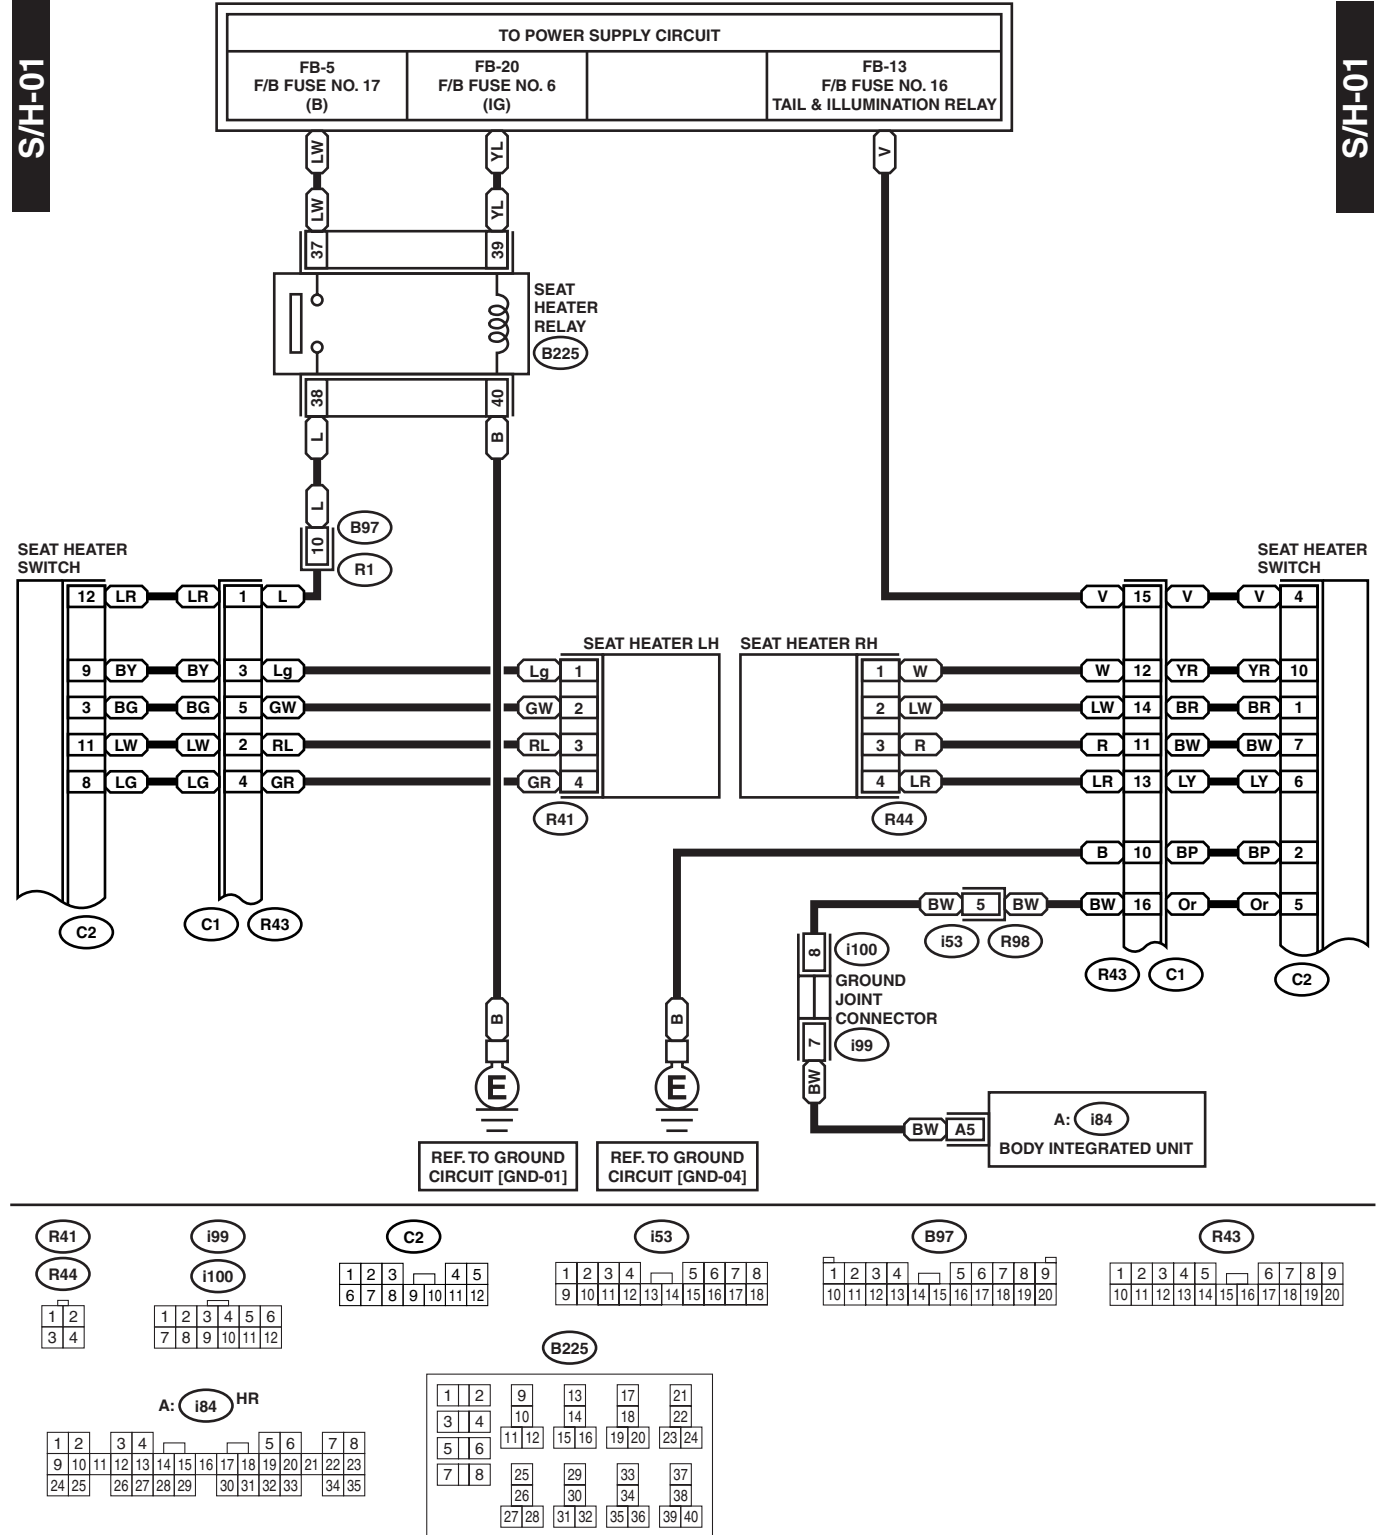 S/H-01
S/H-01
TO POWER SUPPLY CIRCUIT
FB-5
F/B FUSE NO. 17
(B)
FB-20
F/B FUSE NO. 6
(IG)
FB-13
F/B FUSE NO. 16
TAIL & ILLUMINATION RELAY
LW YL V
LW YL
37 39
SEAT
HEATER
RELAY
B225
38 40
L B
L
10
B97
R1
SEAT HEATER
SWITCH
12 LR LR 1 L
9 BY BY 3 Lg
3 BG BG 5 GW
11 LW LW 2 RL
8 LG LG 4 GR
C2 C1 R43
SEAT HEATER LH
Lg 1
GW 2
RL 3
GR 4
R41
SEAT HEATER RH
1 W
2 LW
3 R
4 LR
R44
SEAT HEATER
SWITCH
V 15 V V 4
W 12 YR YR 10
LW 14 BR BR 1
R 11 BW BW 7
LR 13 LY LY 6
B 10 BP BP 2
BW 5 BW BW 16 Or Or 5
i53 R98
R43 C1 C2
8
i100
GROUND
JOINT
CONNECTOR
7
i99
BW
B B
E E
BW A5
A: i84
BODY INTEGRATED UNIT
REF. TO GROUND
CIRCUIT [GND-01]
REF. TO GROUND
CIRCUIT [GND-04]
R41
R44
1 2
3 4
i99
i100
1 2 3 4 5 6
7 8 9 10 11 12
C2
1 2 3 4 5
6 7 8 9 10 11 12
i53
1 2 3 4 5 6 7 8
9 10 11 12 13 14 15 16 17 18
B97
1 2 3 4 5 6 7 8 9
10 11 12 13 14 15 16 17 18 19 20
R43
1 2 3 4 5 6 7 8 9
10 11 12 13 14 15 16 17 18 19 20
A: i84 HR
1 2 3 4 5 6 7 8
9 10 11 12 13 14 15 16 17 18 19 20 21 22 23
24 25 26 27 28 29 30 31 32 33 34 35
B225
1 2 9 13 17 21
3 4 10 14 18 22
5 6 11 12 15 16 19 20 23 24
7 8 25 29 33 37
26 30 34 38
27 28 31 32 35 36 39 40